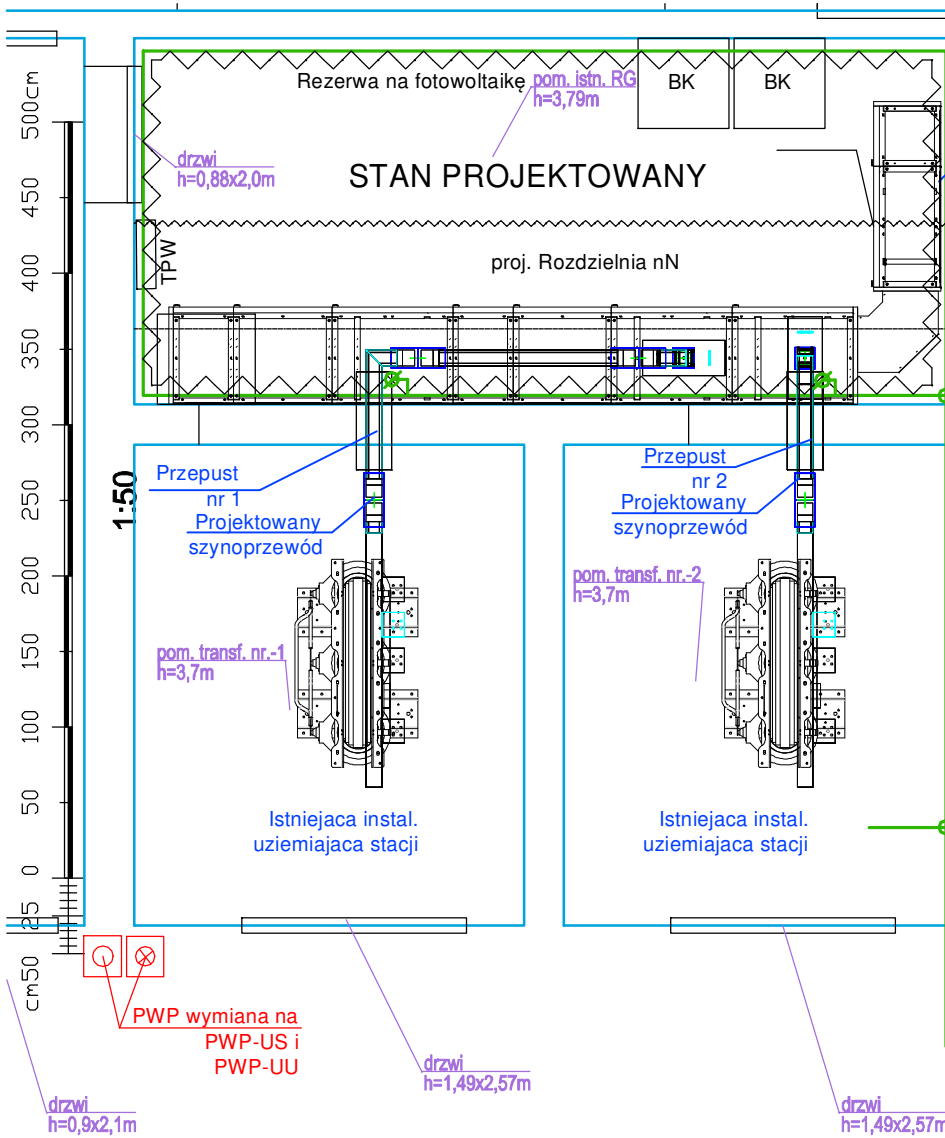 Rezerwa na fotowoltaikę
pom. istn. RG
h=3,79m
BK
BK
drzwi
h=0,88x2,0m
STAN PROJEKTOWANY
TPW
proj. Rozdzielnia nN
500cm
450
400
350
300
250
200
150
100
50
0
25
cm50
1:50
Przepust
nr 1
Projektowany
szynoprzewód
Przepust
nr 2
Projektowany
szynoprzewód
pom. transf. nr.-1
h=3,7m
pom. transf. nr.-2
h=3,7m
Istniejaca instal.
uziemiajaca stacji
Istniejaca instal.
uziemiajaca stacji
PWP wymiana na
PWP-US i
PWP-UU
drzwi
h=1,49x2,57m
drzwi
h=0,9x2,1m
drzwi
h=1,49x2,57m